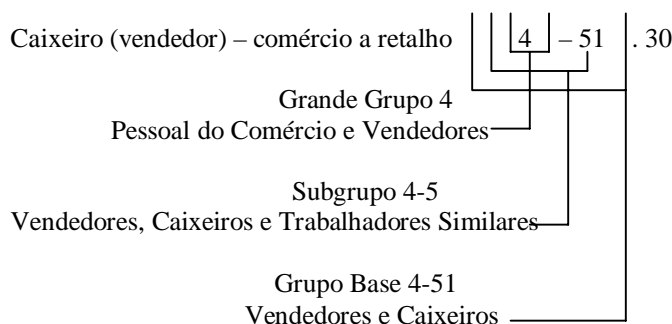 Caixeiro (vendedor) – comércio a retalho 4 – 51 . 30
Grande Grupo 4
Pessoal do Comércio e Vendedores
Subgrupo 4-5
Vendedores, Caixeiros e Trabalhadores Similares
Grupo Base 4-51
Vendedores e Caixeiros